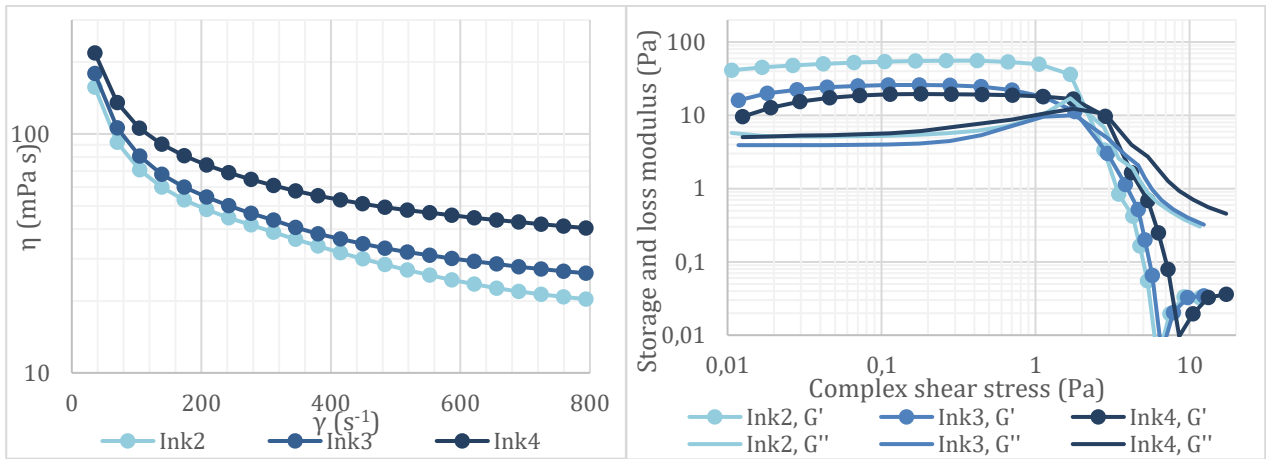 η (mPa s)
100
10
0
200
400
600
800
γ (s⁻¹)
Ink2
Ink3
Ink4
Storage and loss modulus (Pa)
100
10
1
0,1
0,01
0,01
0,1
1
10
Complex shear stress (Pa)
Ink2, G' Ink3, G' Ink4, G'
Ink2, G'' Ink3, G'' Ink4, G''